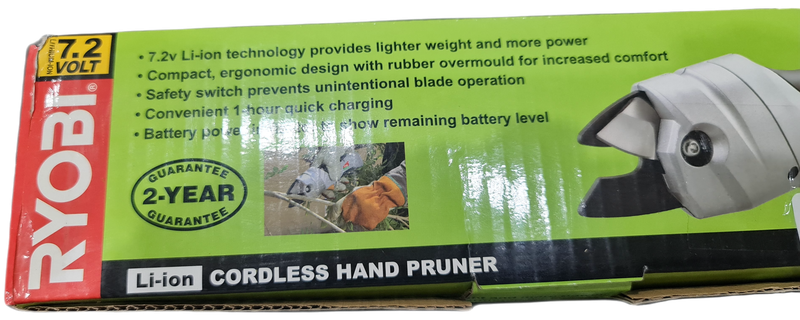 LITHIUM-ION
7.2
VOLT
RYOBI®
• 7.2v Li-ion technology provides lighter weight and more power
• Compact, ergonomic design with rubber overmould for increased comfort
• Safety switch prevents unintentional blade operation
• Convenient 1-hour quick charging
• Battery power show remaining battery level
GUARANTEE
2-YEAR
GUARANTEE
Li-ion CORDLESS HAND PRUNER